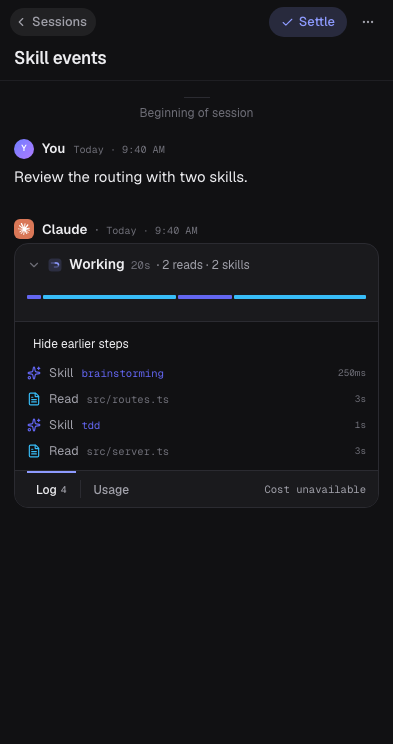 Sessions
Settle
Skill events
Beginning of session
Y You Today · 9:40 AM
Review the routing with two skills.
Claude · Today · 9:40 AM
Working 20s · 2 reads · 2 skills
Hide earlier steps
Skill brainstorming 250ms
Read src/routes.ts 3s
Skill tdd 1s
Read src/server.ts 3s
Log 4 Usage Cost unavailable